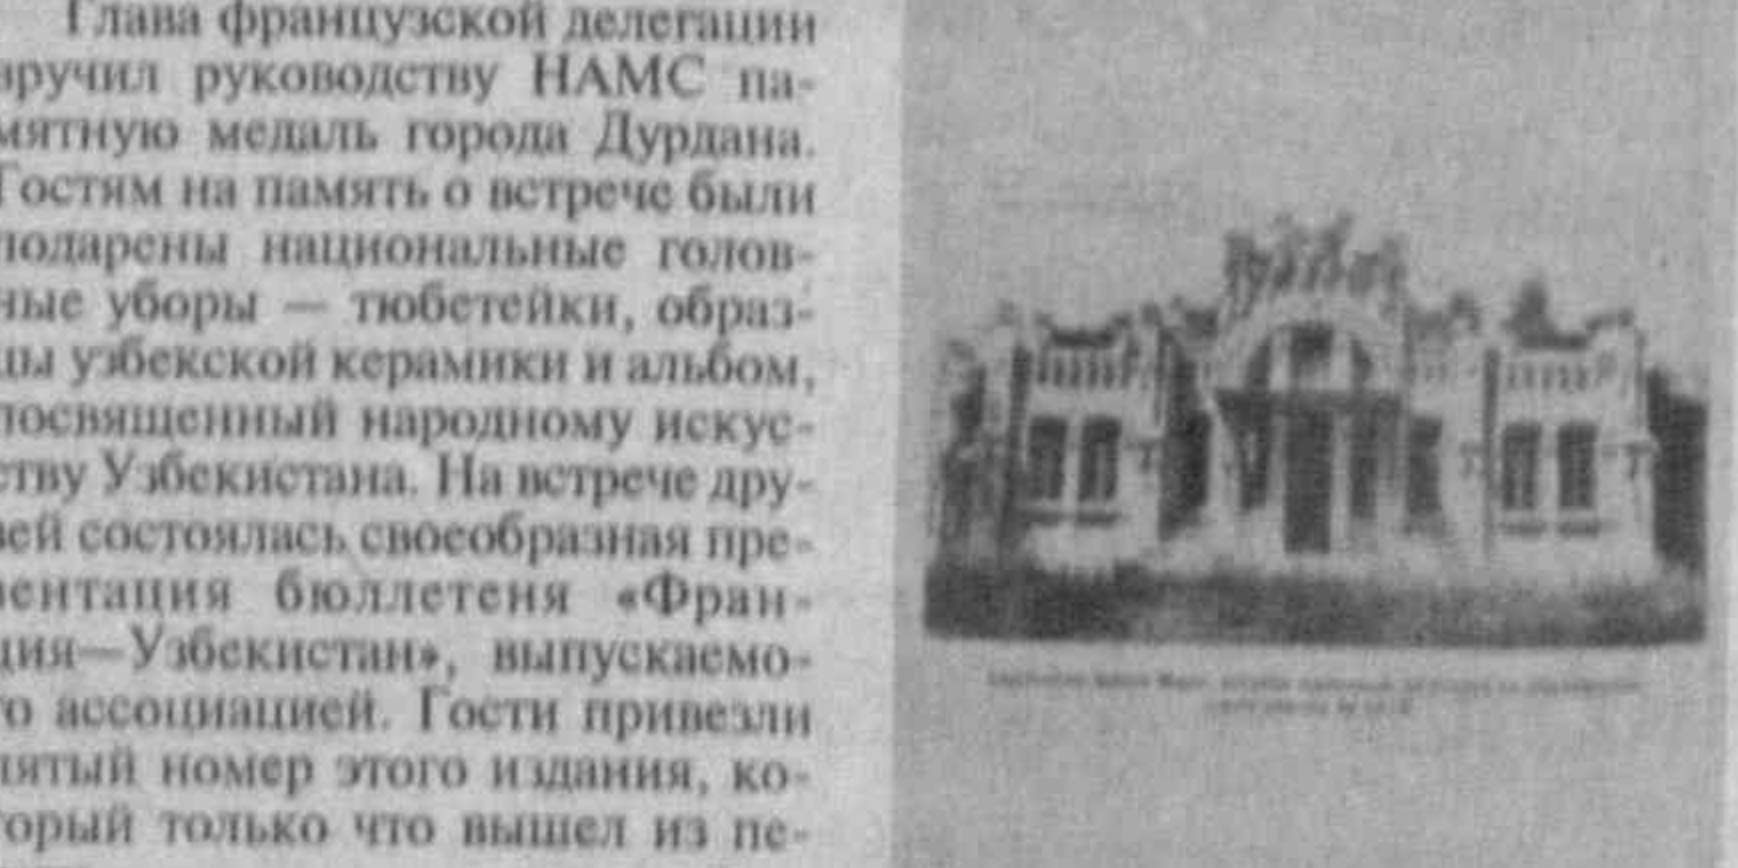 Глава французской делегации
вручил руководству НАМС па-
мятную медаль города Дурдана.
Гостям на память о встрече были
подарены национальные голов-
ные уборы — тюбетейки, образ-
цы узбекской керамики и альбом,
посвященный народному искус-
ству Узбекистана. На встрече дру-
зей состоялась своеобразная пре-
зентация бюллетеня «Фран-
ция—Узбекистан», выпускаемо-
го ассоциацией. Гости привезли
пятый номер этого издания, ко-
торый только что вышел из пе-